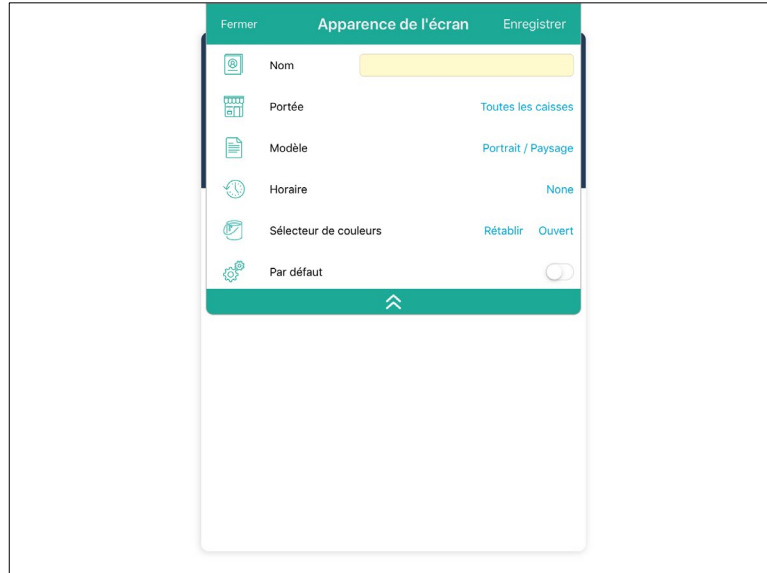 Fermer Apparence de l'écran Enregistrer
Nom
Portée Toutes les caisses
Modèle Portrait / Paysage
Horaire None
Sélecteur de couleurs Rétablir Ouvert
Par défaut